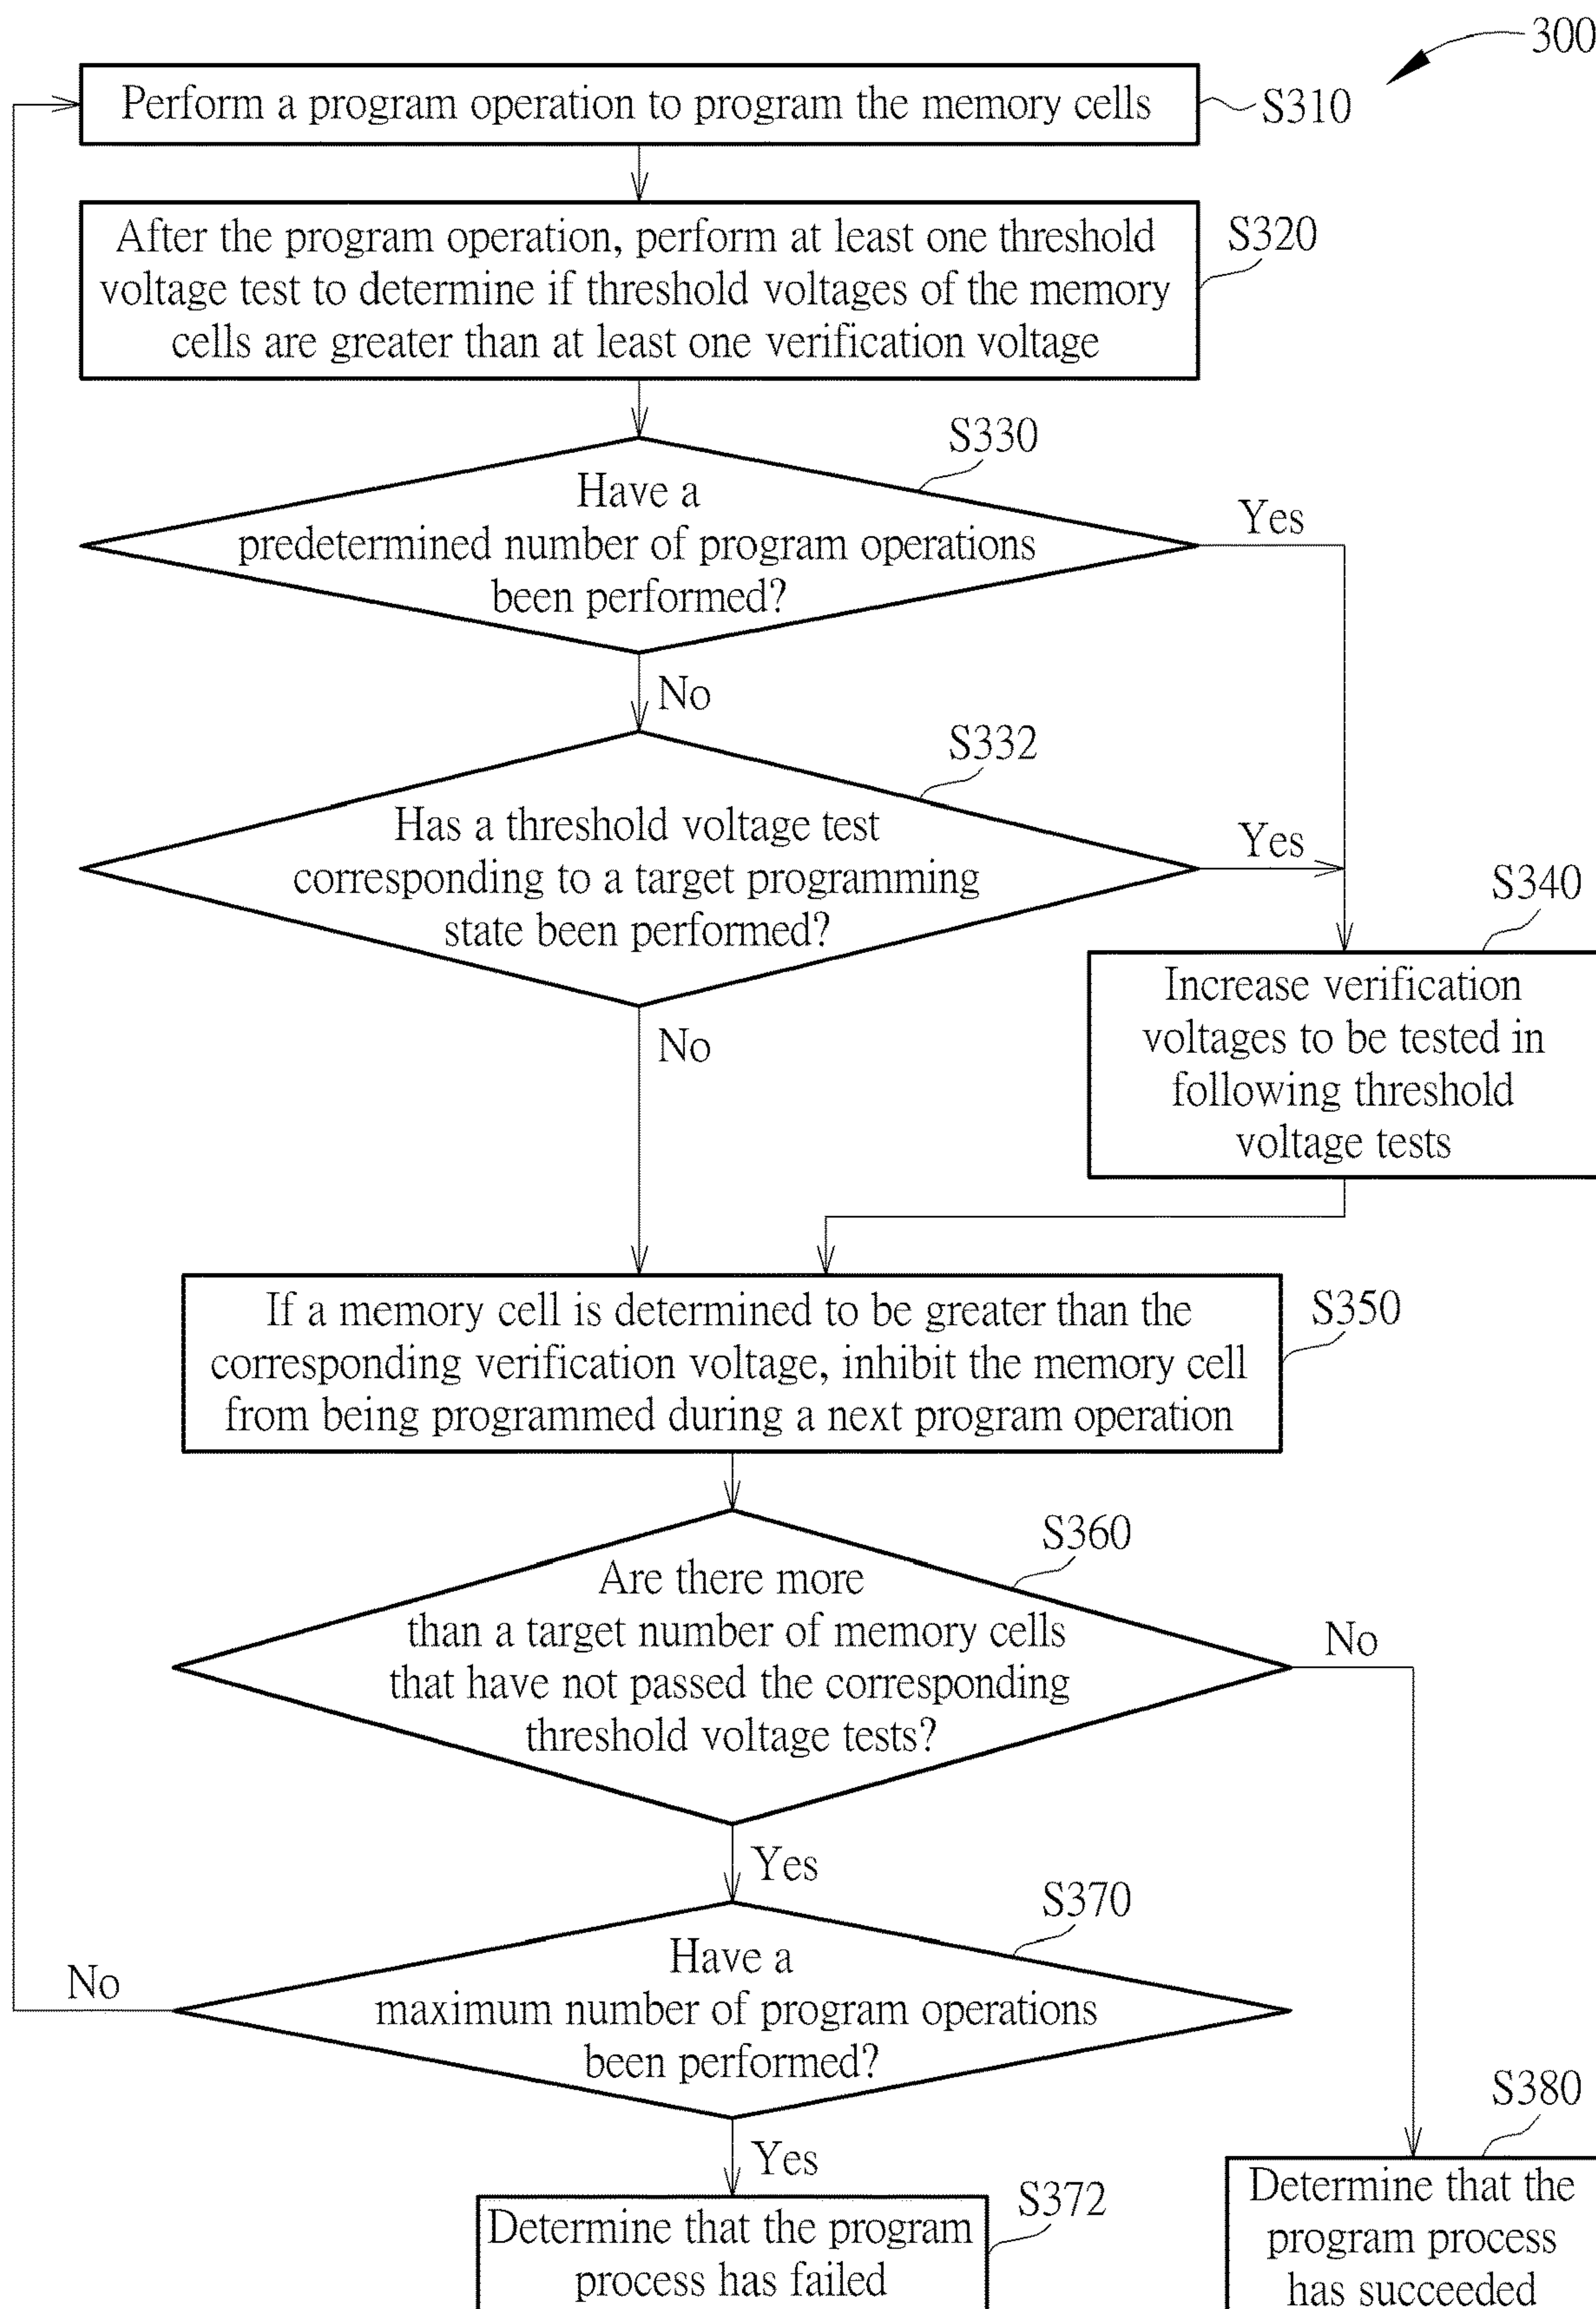 300
Perform a program operation to program the memory cells
S310
After the program operation, perform at least one threshold
voltage test to determine if threshold voltages of the memory
cells are greater than at least one verification voltage
S320
S330
Have a
predetermined number of program operations
been performed?
Yes
No
S332
Has a threshold voltage test
corresponding to a target programming
state been performed?
Yes
No
S340
Increase verification
voltages to be tested in
following threshold
voltage tests
If a memory cell is determined to be greater than the
corresponding verification voltage, inhibit the memory cell
from being programmed during a next program operation
S350
S360
Are there more
than a target number of memory cells
that have not passed the corresponding
threshold voltage tests?
No
Yes
S370
Have a
maximum number of program operations
been performed?
No
Yes
S372
Determine that the program
process has failed
S380
Determine that the
program process
has succeeded